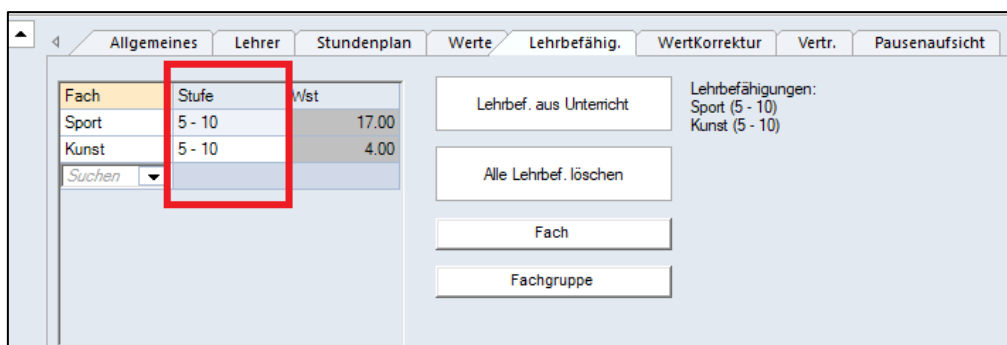 Allgemeines Lehrer Stundenplan Werte Lehrbefähig. WertKorrektur Vertr. Pausenaufsicht
Fach Stufe Wst
Sport 5 - 10 17.00
Kunst 5 - 10 4.00
Suchen
Lehrbef. aus Unterricht
Alle Lehrbef. löschen
Fach
Fachgruppe
Lehrbefähigungen:
Sport (5 - 10)
Kunst (5 - 10)